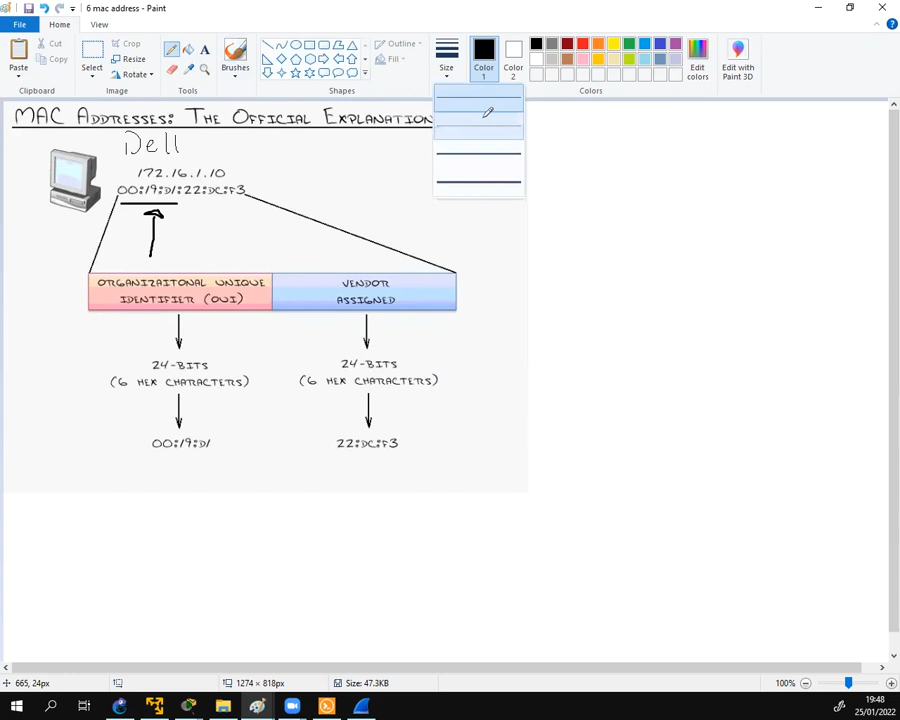 6 mac address - Paint
File
Home
View
Paste
Cut
Copy
Clipboard
Select
Crop
Resize
Rotate
Image
Tools
Brushes
Shapes
Outline
Fill
Size
Color
1
Color
2
Edit
colors
Edit with
Paint 3D
Colors
MAC Addresses: The Official Explanation
Dell
172.16.1.10
00:19:D1:22:DC:F3
Organizaitonal Unique
Identifier (OUI)
Vendor
Assigned
24-bits
(6 hex characters)
24-bits
(6 hex characters)
00:19:D1
22:DC:F3
665, 24px
1274 × 818px
Size: 47.3KB
100%
19:48
25/01/2022